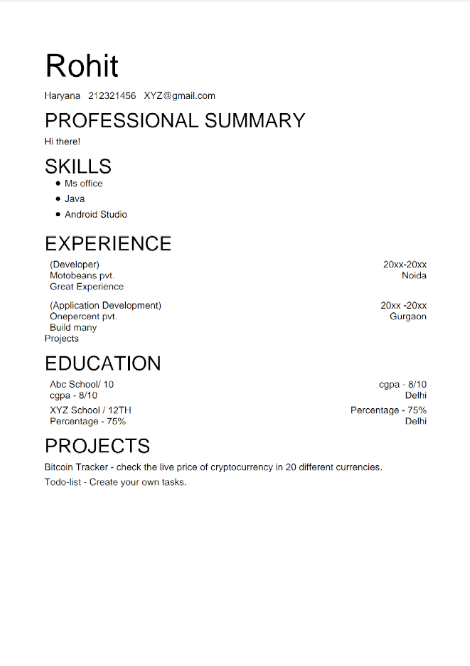 Rohit
Haryana 212321456 XYZ@gmail.com
PROFESSIONAL SUMMARY
Hi there!
SKILLS
• Ms office
• Java
• Android Studio
EXPERIENCE
(Developer) 20xx-20xx
Motobeans pvt. Noida
Great Experience
(Application Development) 20xx -20xx
Onepercent pvt. Gurgaon
Build many
Projects
EDUCATION
Abc School/ 10 cgpa - 8/10
cgpa - 8/10 Delhi
XYZ School / 12TH Percentage - 75%
Percentage - 75% Delhi
PROJECTS
Bitcoin Tracker - check the live price of cryptocurrency in 20 different currencies.
Todo-list - Create your own tasks.